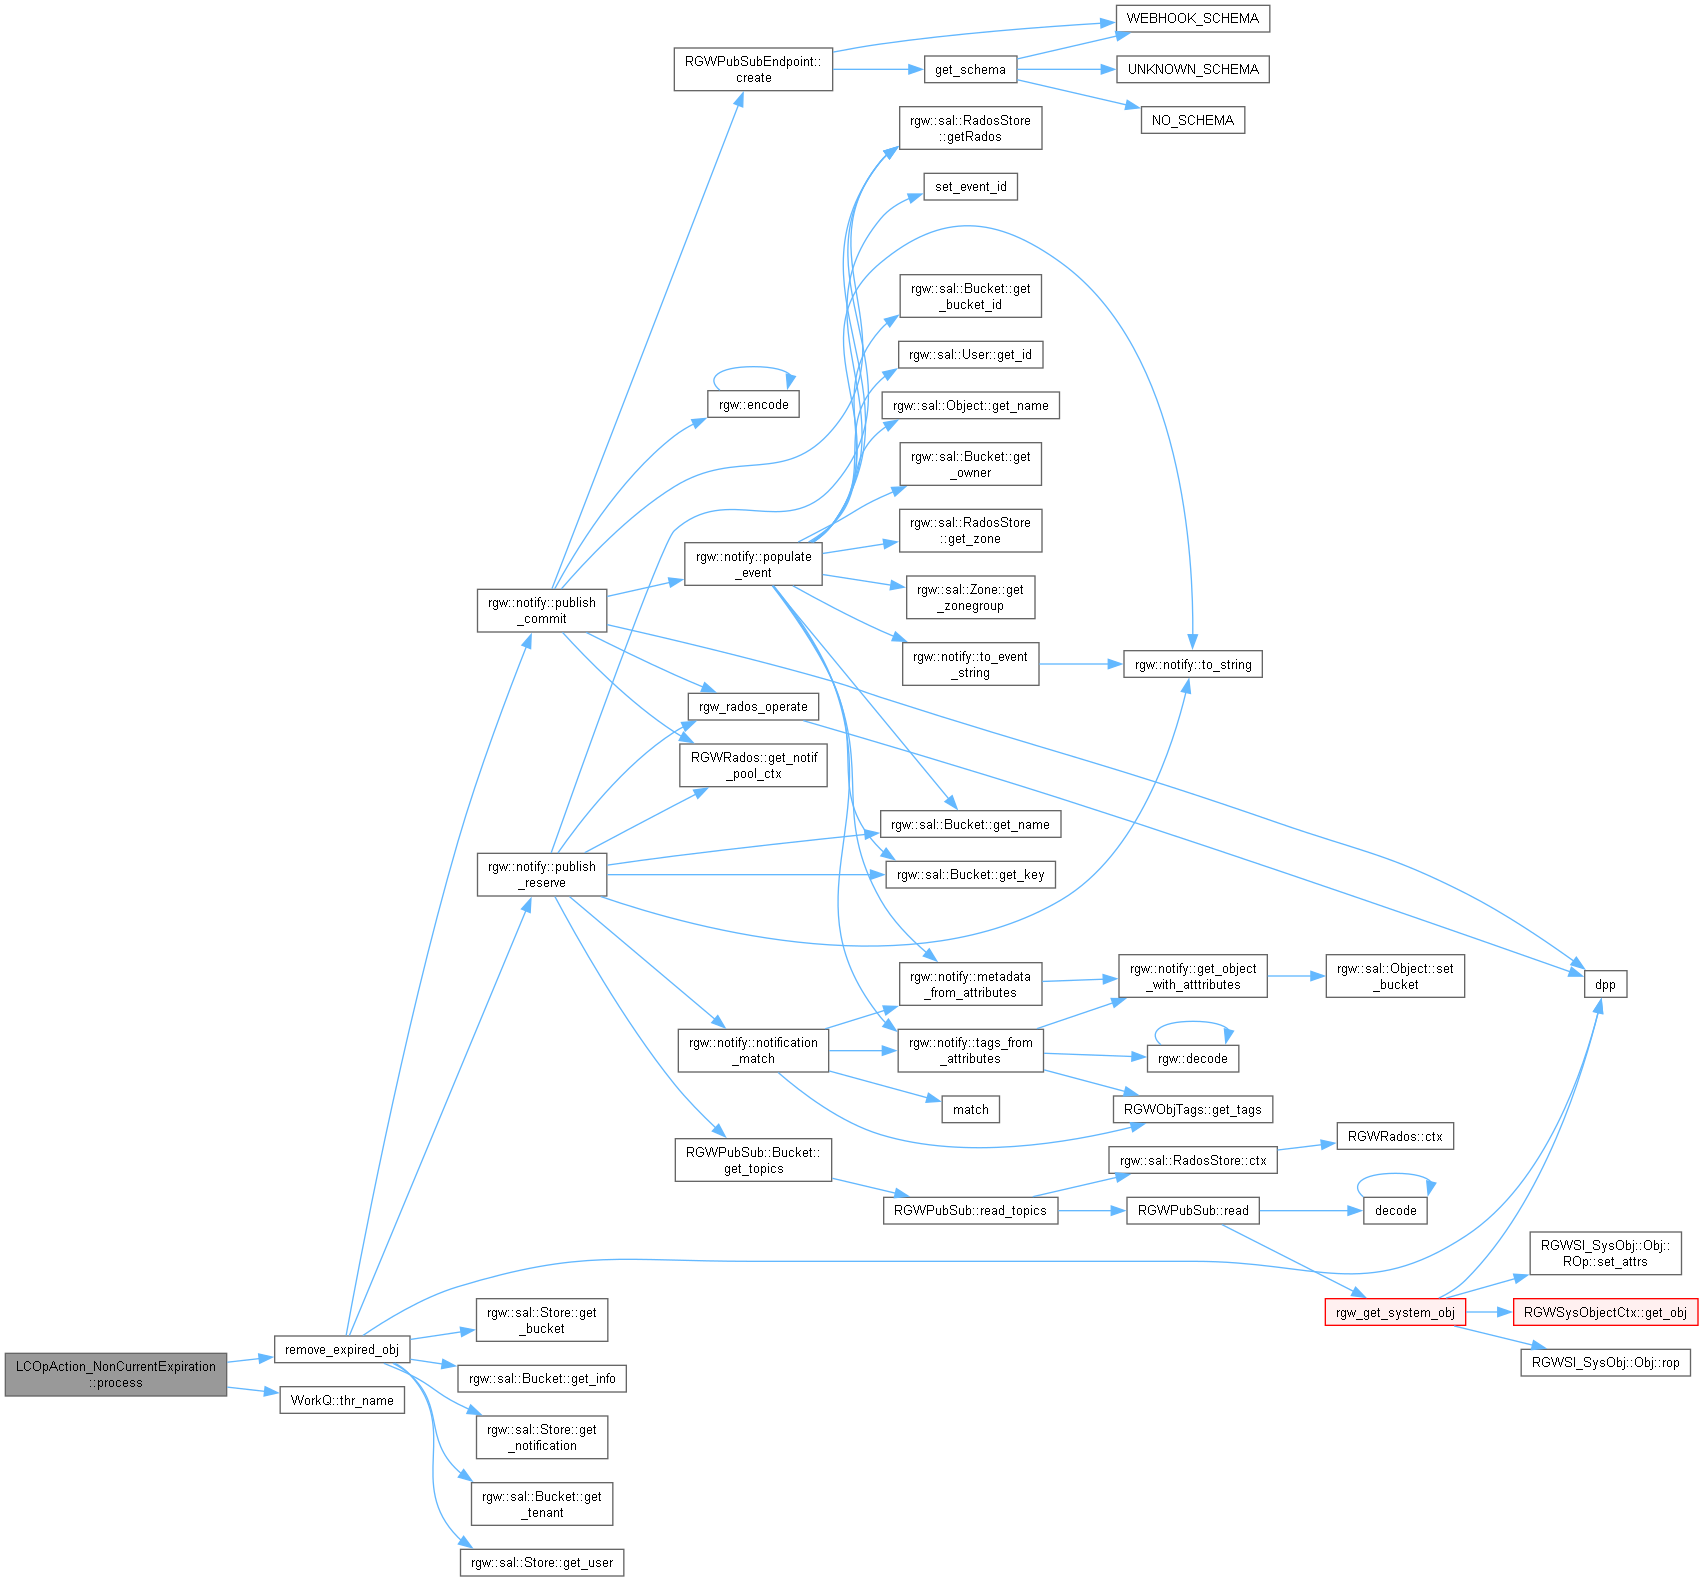 WEBHOOK_SCHEMA
RGWPubSubEndpoint::
create
get_schema
UNKNOWN_SCHEMA
NO_SCHEMA
rgw::sal::RadosStore
::getRados
set_event_id
rgw::sal::Bucket::get
_bucket_id
rgw::sal::User::get_id
rgw::encode
rgw::sal::Object::get_name
rgw::sal::Bucket::get
_owner
rgw::sal::RadosStore
::get_zone
rgw::notify::populate
_event
rgw::sal::Zone::get
_zonegroup
rgw::notify::publish
_commit
rgw::notify::to_event
_string
rgw::notify::to_string
rgw_rados_operate
RGWRados::get_notif
_pool_ctx
rgw::sal::Bucket::get_name
rgw::notify::publish
_reserve
rgw::sal::Bucket::get_key
rgw::notify::metadata
_from_attributes
rgw::notify::get_object
_with_atttributes
rgw::sal::Object::set
_bucket
dpp
rgw::notify::notification
_match
rgw::notify::tags_from
_attributes
rgw::decode
match
RGWObjTags::get_tags
RGWPubSub::Bucket::
get_topics
rgw::sal::RadosStore::ctx
RGWRados::ctx
RGWPubSub::read_topics
RGWPubSub::read
decode
RGWSI_SysObj::Obj::
ROp::set_attrs
rgw_get_system_obj
RGWSysObjectCtx::get_obj
RGWSI_SysObj::Obj::rop
rgw::sal::Store::get
_bucket
remove_expired_obj
LCOpAction_NonCurrentExpiration
::process
rgw::sal::Bucket::get_info
WorkQ::thr_name
rgw::sal::Store::get
_notification
rgw::sal::Bucket::get
_tenant
rgw::sal::Store::get_user